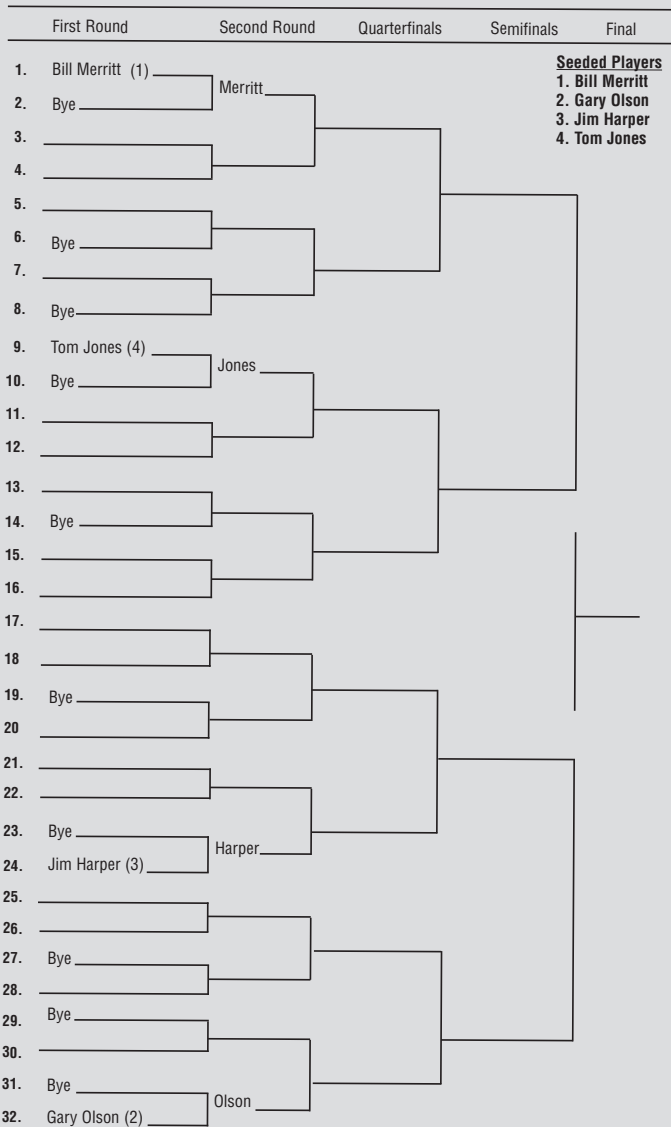 First Round Second Round Quarterfinals Semifinals Final
Seeded Players
1. Bill Merritt
2. Gary Olson
3. Jim Harper
4. Tom Jones
1. Bill Merritt (1)
Merritt
2. Bye
3.
4.
5.
6. Bye
7.
8. Bye
9. Tom Jones (4)
Jones
10. Bye
11.
12.
13.
14. Bye
15.
16.
17.
18
19. Bye
20
21.
22.
23. Bye
Harper
24. Jim Harper (3)
25.
26.
27. Bye
28.
29. Bye
30.
31. Bye
Olson
32. Gary Olson (2)